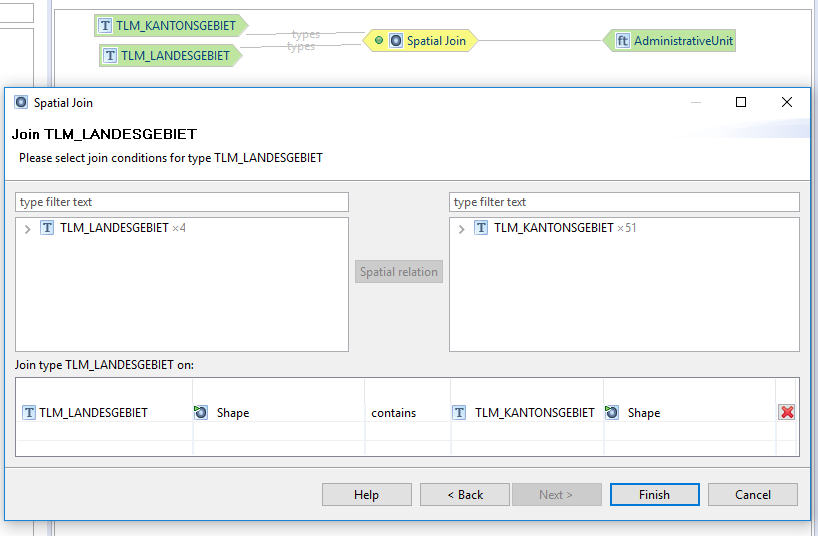 T TLM_KANTONSGEBIET
types
Spatial Join
ft AdministrativeUnit
T TLM_LANDESGEBIET
types
Spatial Join
Join TLM_LANDESGEBIET
Please select join conditions for type TLM_LANDESGEBIET
type filter text
type filter text
T TLM_LANDESGEBIET ×4
T TLM_KANTONSGEBIET ×51
Spatial relation
Join type TLM_LANDESGEBIET on:
T TLM_LANDESGEBIET Shape contains T TLM_KANTONSGEBIET Shape
Help < Back Next > Finish Cancel